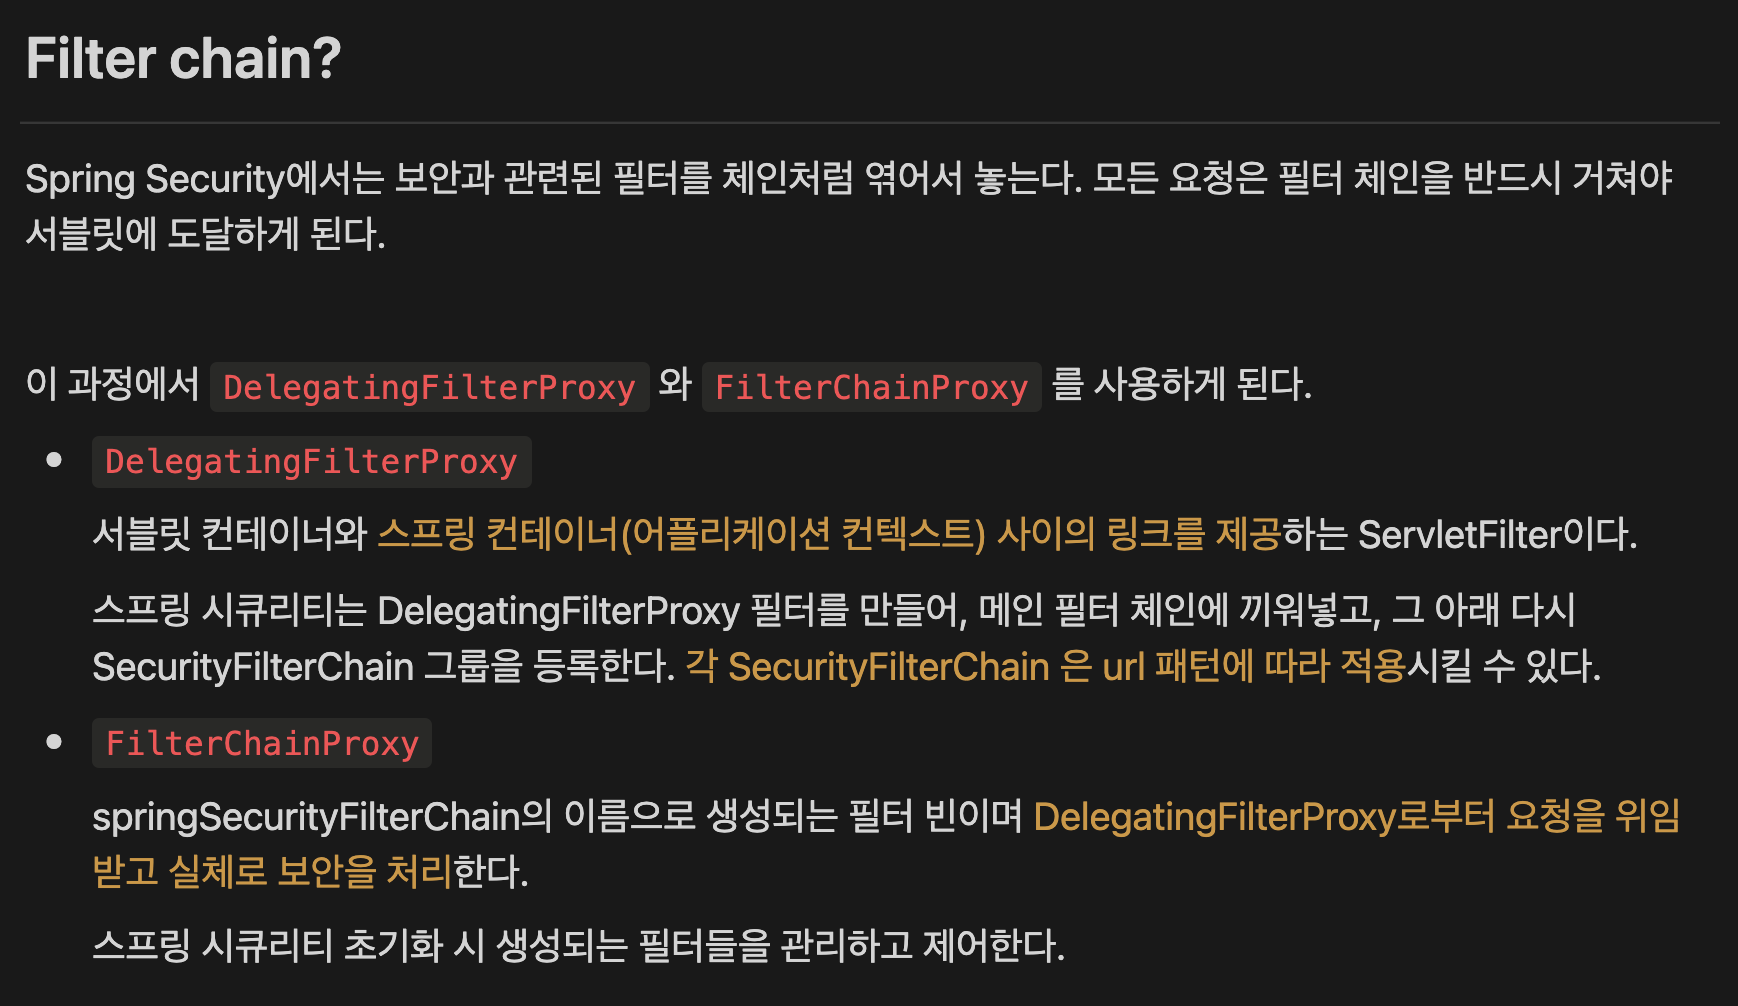 Filter chain?
Spring Security에서는 보안과 관련된 필터를 체인처럼 엮어서 놓는다. 모든 요청은 필터 체인을 반드시 거쳐야
서블릿에 도달하게 된다.
이 과정에서 DelegatingFilterProxy 와 FilterChainProxy 를 사용하게 된다.
• DelegatingFilterProxy
서블릿 컨테이너와 스프링 컨테이너(어플리케이션 컨텍스트) 사이의 링크를 제공하는 ServletFilter이다.
스프링 시큐리티는 DelegatingFilterProxy 필터를 만들어, 메인 필터 체인에 끼워넣고, 그 아래 다시
SecurityFilterChain 그룹을 등록한다. 각 SecurityFilterChain 은 url 패턴에 따라 적용시킬 수 있다.
• FilterChainProxy
springSecurityFilterChain의 이름으로 생성되는 필터 빈이며 DelegatingFilterProxy로부터 요청을 위임
받고 실체로 보안을 처리한다.
스프링 시큐리티 초기화 시 생성되는 필터들을 관리하고 제어한다.